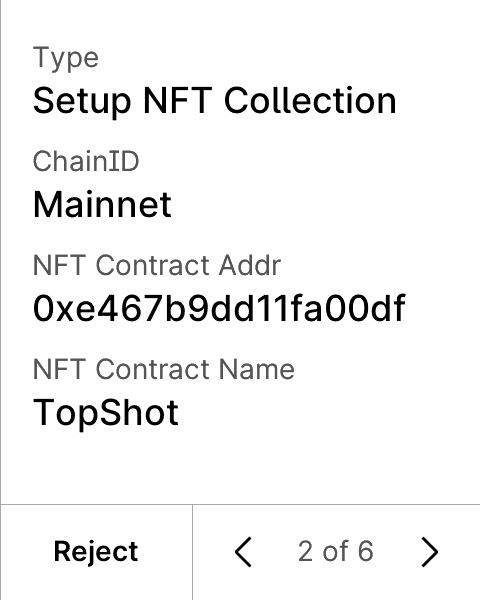 Type
Setup NFT Collection
ChainID
Mainnet
NFT Contract Addr
0xe467b9dd11fa00df
NFT Contract Name
TopShot
Reject
2 of 6